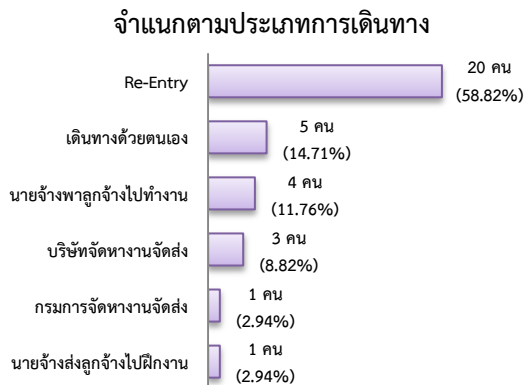 จำแนกตามประเภทการเดินทาง
Re-Entry
20 คน
(58.82%)
เดินทางด้วยตนเอง
5 คน
(14.71%)
นายจ้างพาลูกจ้างไปทำงาน
4 คน
(11.76%)
บริษัทจัดหางานจัดส่ง
3 คน
(8.82%)
กรมการจัดหางานจัดส่ง
1 คน
(2.94%)
นายจ้างส่งลูกจ้างไปฝึกงาน
1 คน
(2.94%)